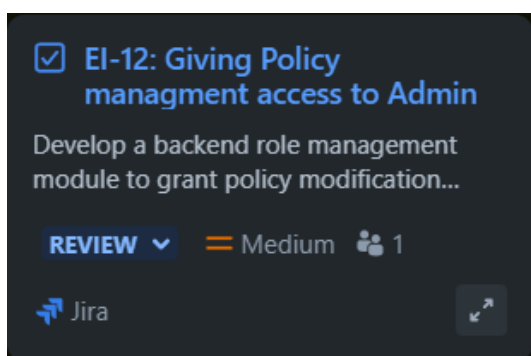 EI-12: Giving Policy
managment access to Admin
Develop a backend role management
module to grant policy modification...
REVIEW
Medium
1
Jira